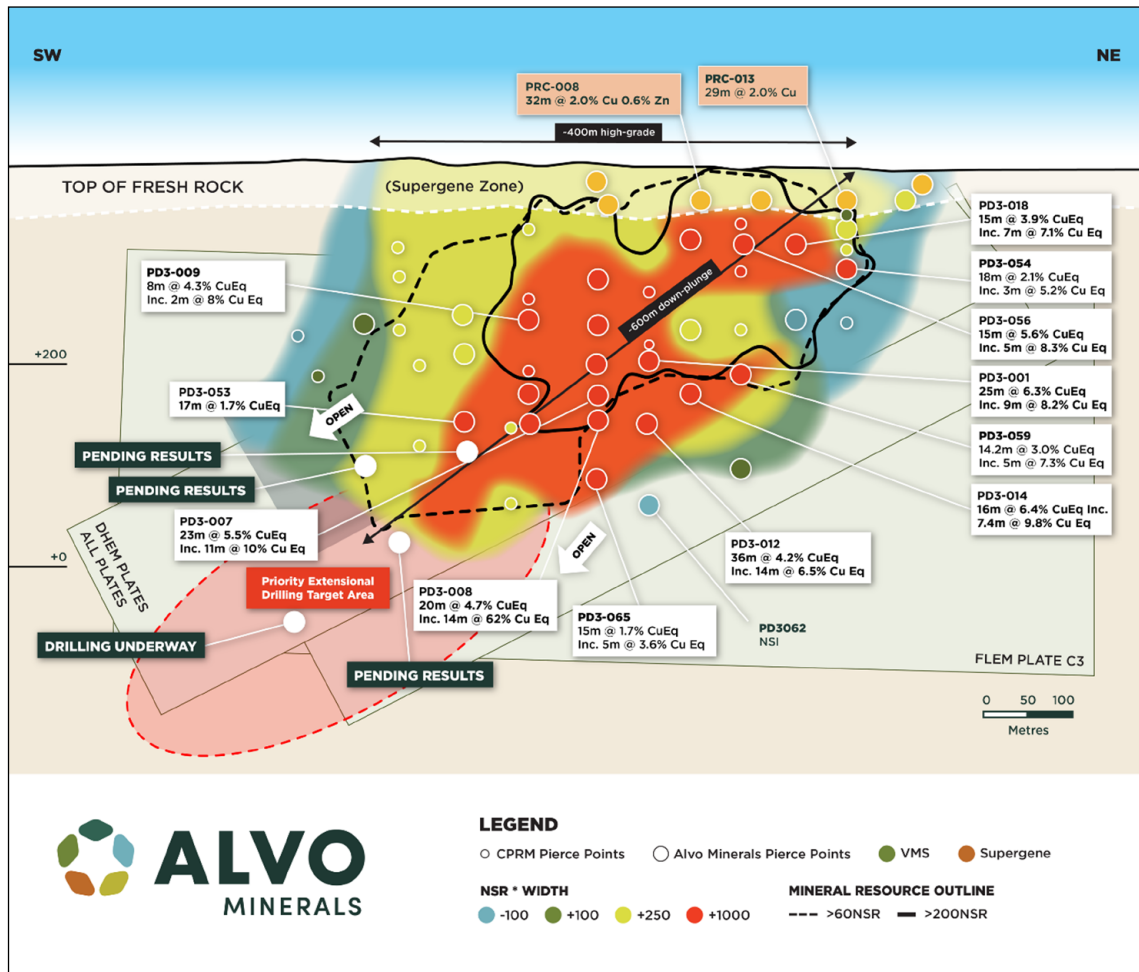 SW
NE
PRC-008
32m @ 2.0% Cu 0.6% Zn
PRC-013
29m @ 2.0% Cu
~400m high-grade
TOP OF FRESH ROCK
(Supergene Zone)
PD3-018
15m @ 3.9% CuEq
Inc. 7m @ 7.1% Cu Eq
PD3-009
8m @ 4.3% CuEq
Inc. 2m @ 8% Cu Eq
PD3-054
18m @ 2.1% CuEq
Inc. 3m @ 5.2% Cu Eq
~600m down-plunge
PD3-056
15m @ 5.6% CuEq
Inc. 5m @ 8.3% Cu Eq
+200
PD3-001
25m @ 6.3% CuEq
Inc. 9m @ 8.2% Cu Eq
PD3-053
17m @ 1.7% CuEq
OPEN
PD3-059
14.2m @ 3.0% CuEq
Inc. 5m @ 7.3% Cu Eq
PENDING RESULTS
PENDING RESULTS
PD3-014
16m @ 6.4% CuEq Inc.
7.4m @ 9.8% Cu Eq
PD3-007
23m @ 5.5% CuEq
Inc. 11m @ 10% Cu Eq
DHEM PLATES
ALL PLATES
+0
OPEN
PD3-012
36m @ 4.2% CuEq
Inc. 14m @ 6.5% Cu Eq
Priority Extensional
Drilling Target Area
PD3-008
20m @ 4.7% CuEq
Inc. 14m @ 62% Cu Eq
PD3-065
15m @ 1.7% CuEq
Inc. 5m @ 3.6% Cu Eq
PD3062
NSI
DRILLING UNDERWAY
PENDING RESULTS
FLEM PLATE C3
0 50 100
Metres
ALVO
MINERALS
LEGEND
CPRM Pierce Points
Alvo Minerals Pierce Points
VMS
Supergene
NSR * WIDTH
MINERAL RESOURCE OUTLINE
-100
+100
+250
+1000
>60NSR
>200NSR